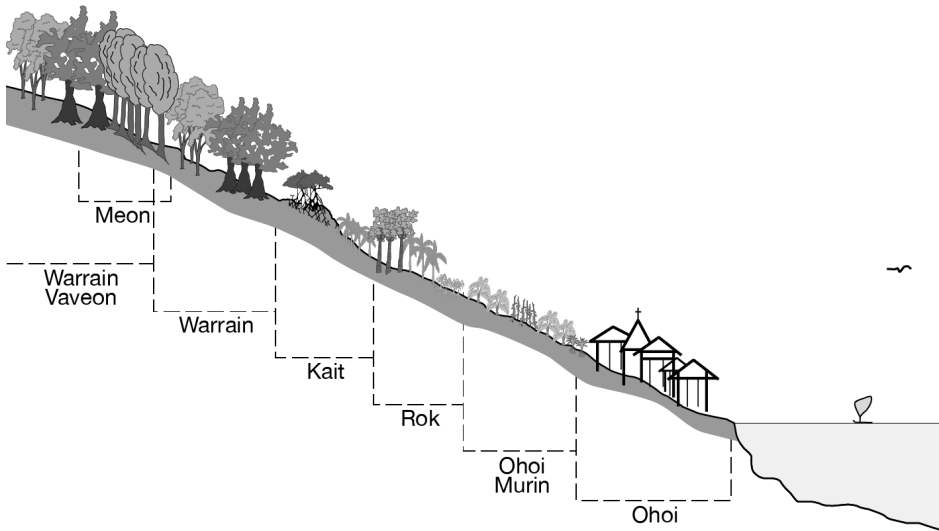 Meon
Warrain
Vaveon
Warrain
Kait
Rok
Ohoi
Murin
Ohoi